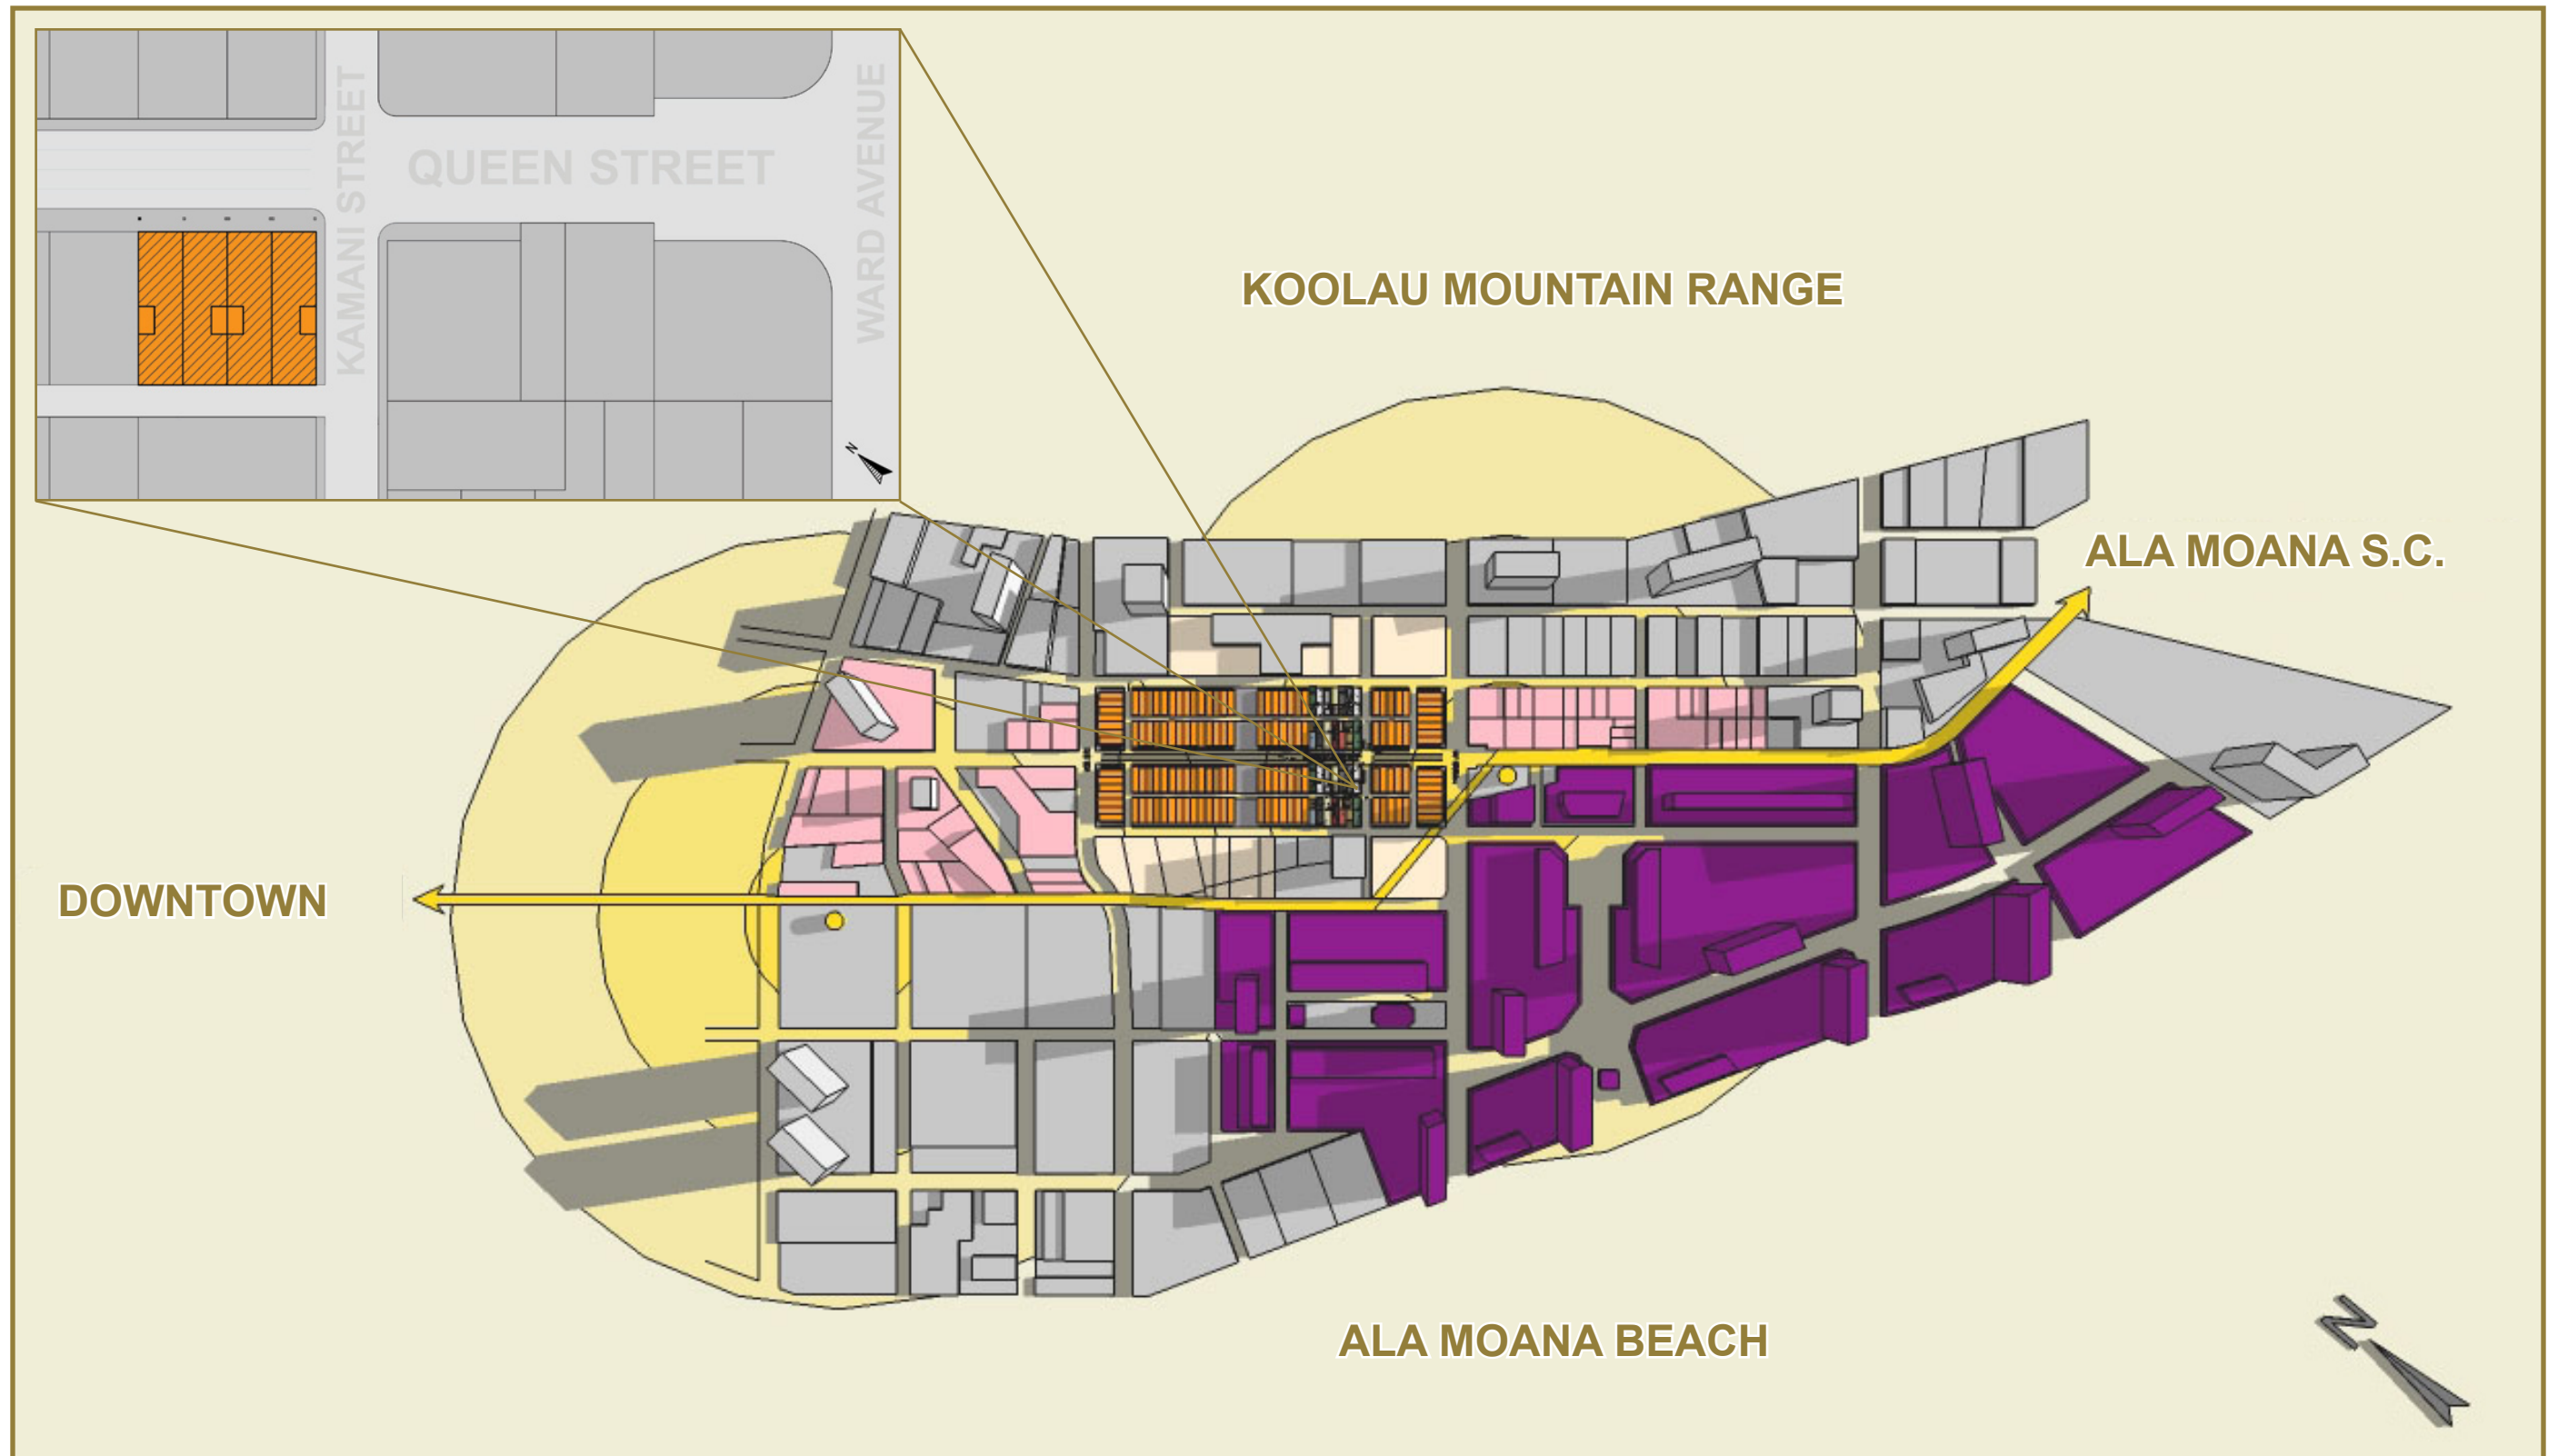 KAMANI STREET
QUEEN STREET
WARD AVENUE
N
KOOLAU MOUNTAIN RANGE
ALA MOANA S.C.
DOWNTOWN
ALA MOANA BEACH
N